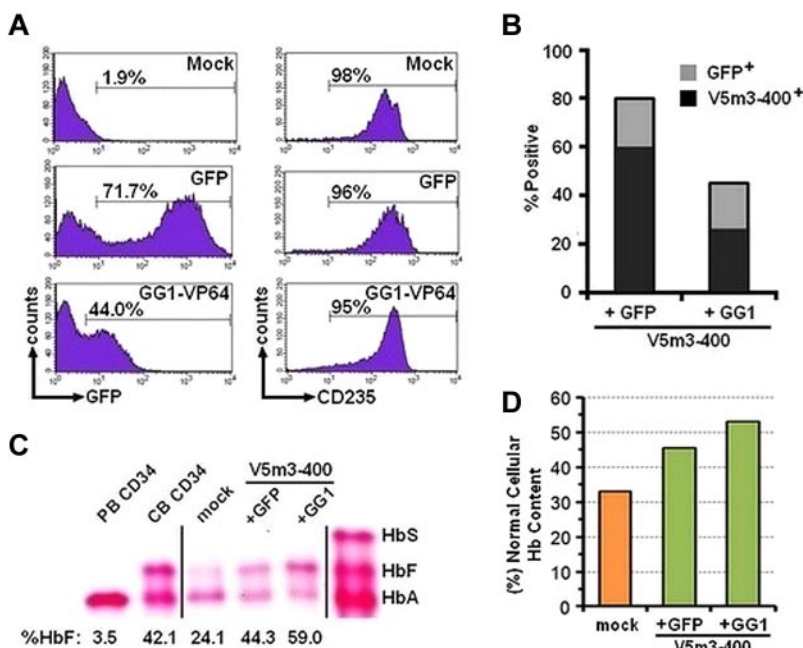 A
Mock
1.9%
Mock
98%
GFP
71.7%
GFP
96%
GG1-VP64
44.0%
GG1-VP64
95%
counts
GFP
counts
CD235
B
GFP+
V5m3-400+
% Positive
100
80
60
40
20
0
+ GFP
+ GG1
V5m3-400
C
PB CD34
CB CD34
mock
V5m3-400
+GFP
+GG1
HbS
HbF
HbA
%HbF: 3.5 42.1 24.1 44.3 59.0
D
(%) Normal Cellular
Hb Content
60
50
40
30
20
10
0
mock
+GFP
+GG1
V5m3-400